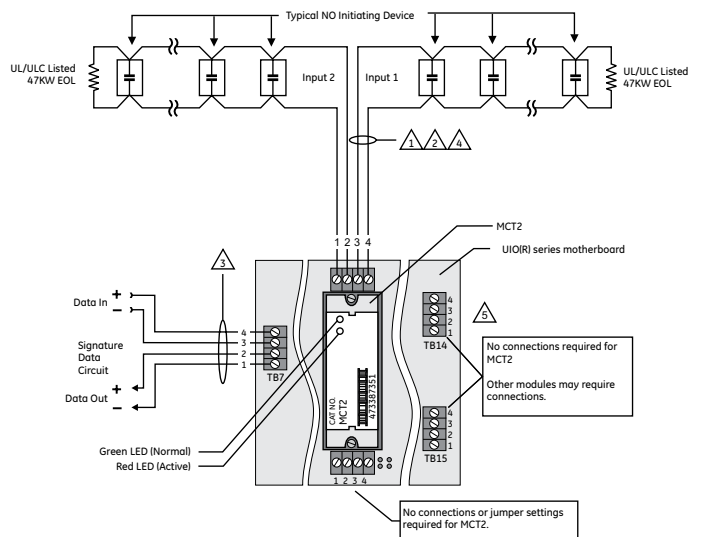 Typical NO Initiating Device
UL/ULC Listed
47KW EOL
Input 2
Input 1
UL/ULC Listed
47KW EOL
1 2 4
1 2 3 4
MCT2
UIO(R) series motherboard
3
Data In
+
−
Signature
Data
Circuit
+
Data Out
−
4
3
2
1
TB7
CAT NO.
MCT2
473387351
4
3
2
1
TB14
5
No connections required for
MCT2
Other modules may require
connections.
4
3
2
1
TB15
Green LED (Normal)
Red LED (Active)
1 2 3 4
No connections or jumper settings
required for MCT2.